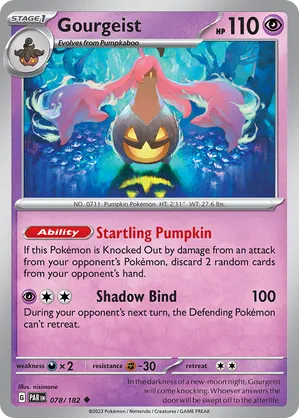 STAGE 1
Gourgeist
HP 110
Evolves from Pumpkaboo
NO. 0711 Pumpkin Pokémon HT: 2'11" WT: 27.6 lbs.
Ability Startling Pumpkin
If this Pokémon is Knocked Out by damage from an attack
from your opponent's Pokémon, discard 2 random cards
from your opponent's hand.
Shadow Bind 100
During your opponent's next turn, the Defending Pokémon
can't retreat.
weakness ×2 resistance -30 retreat
illus. nisimono
G PAR EN 078/182
In the darkness of a new-moon night, Gourgeist
will come knocking. Whoever answers the
door will be swept off to the afterlife.
©2023 Pokémon / Nintendo / Creatures / GAME FREAK